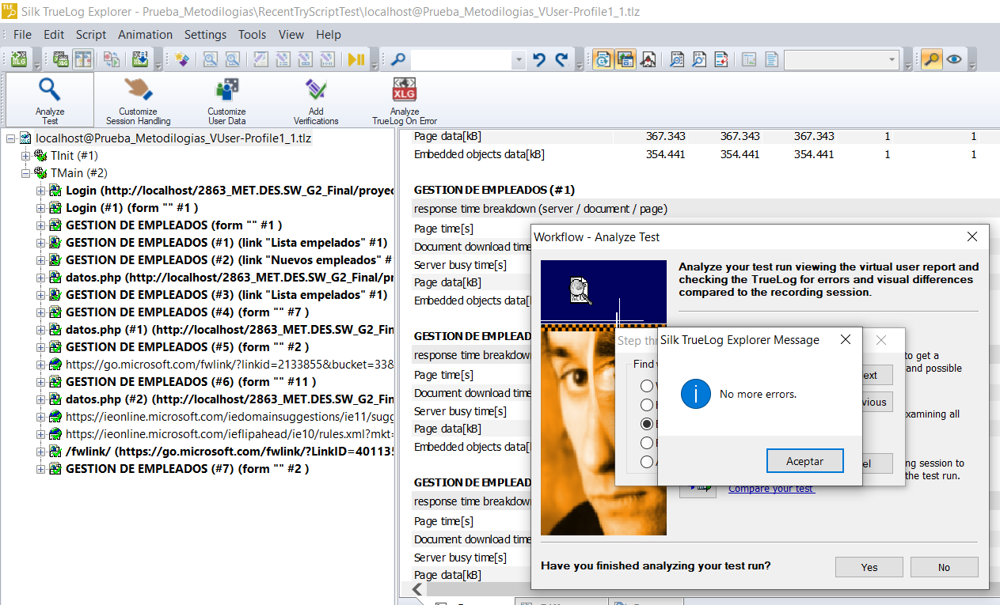 Silk TrueLog Explorer - Prueba_Metodilogias\RecentTryScriptTest\localhost@Prueba_Metodilogias_VUser-Profile1_1.tlz
File Edit Script Animation Settings Tools View Help
Analyze Test
Customize Session Handling
Customize User Data
Add Verifications
XLG
Analyze TrueLog On Error
localhost@Prueba_Metodilogias_VUser-Profile1_1.tlz
TInit (#1)
TMain (#2)
Login (http://localhost/2863_MET.DES.SW_G2_Final/proyec
Login (#1) (form "" #1 )
GESTION DE EMPLEADOS (form "" #1 )
GESTION DE EMPLEADOS (#1) (link "Lista empelados" #1)
GESTION DE EMPLEADOS (#2) (link "Nuevos empleados" #
datos.php (http://localhost/2863_MET.DES.SW_G2_Final/pr
GESTION DE EMPLEADOS (#3) (link "Lista empelados" #1)
GESTION DE EMPLEADOS (#4) (form "" #7 )
datos.php (#1) (http://localhost/2863_MET.DES.SW_G2_Fin
GESTION DE EMPLEADOS (#5) (form "" #2 )
https://go.microsoft.com/fwlink/?linkid=2133855&bucket=33&
GESTION DE EMPLEADOS (#6) (form "" #11 )
datos.php (#2) (http://localhost/2863_MET.DES.SW_G2_Fin
https://ieonline.microsoft.com/iedomainsuggestions/ie11/sugg
https://ieonline.microsoft.com/ieflipahead/ie10/rules.xml?mkt=
/fwlink/ (https://go.microsoft.com/fwlink/?LinkID=401135
GESTION DE EMPLEADOS (#7) (form "" #2 )
Page data[kB] 367.343 367.343 367.343 1 1
Embedded objects data[kB] 354.441 354.441 354.441 1 1
GESTION DE EMPLEADOS (#1)
response time breakdown (server / document / page)
Page time[s]
Document download time
Server busy time[s]
Page data[kB]
Embedded objects data[
GESTION DE EMPLEAD
response time breakdow
Page time[s]
Document download time
Server busy time[s]
Page data[kB]
Embedded objects data[
GESTION DE EMPLEAD
response time breakdow
Page time[s]
Document download time
Server busy time[s]
Page data[kB]
Workflow - Analyze Test
Analyze your test run viewing the virtual user report and
checking the TrueLog for errors and visual differences
compared to the recording session.
Step thr
Find
Silk TrueLog Explorer Message
No more errors.
Aceptar
ext
vious
el
to get a
and possible
xamining all
ng session to
the test run.
Compare your test
Have you finished analyzing your test run?
Yes
No